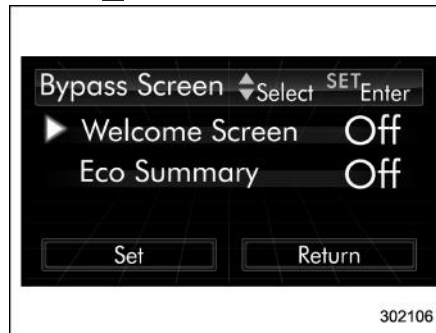 Bypass Screen Select SET Enter
Welcome Screen Off
Eco Summary Off
Set Return
302106